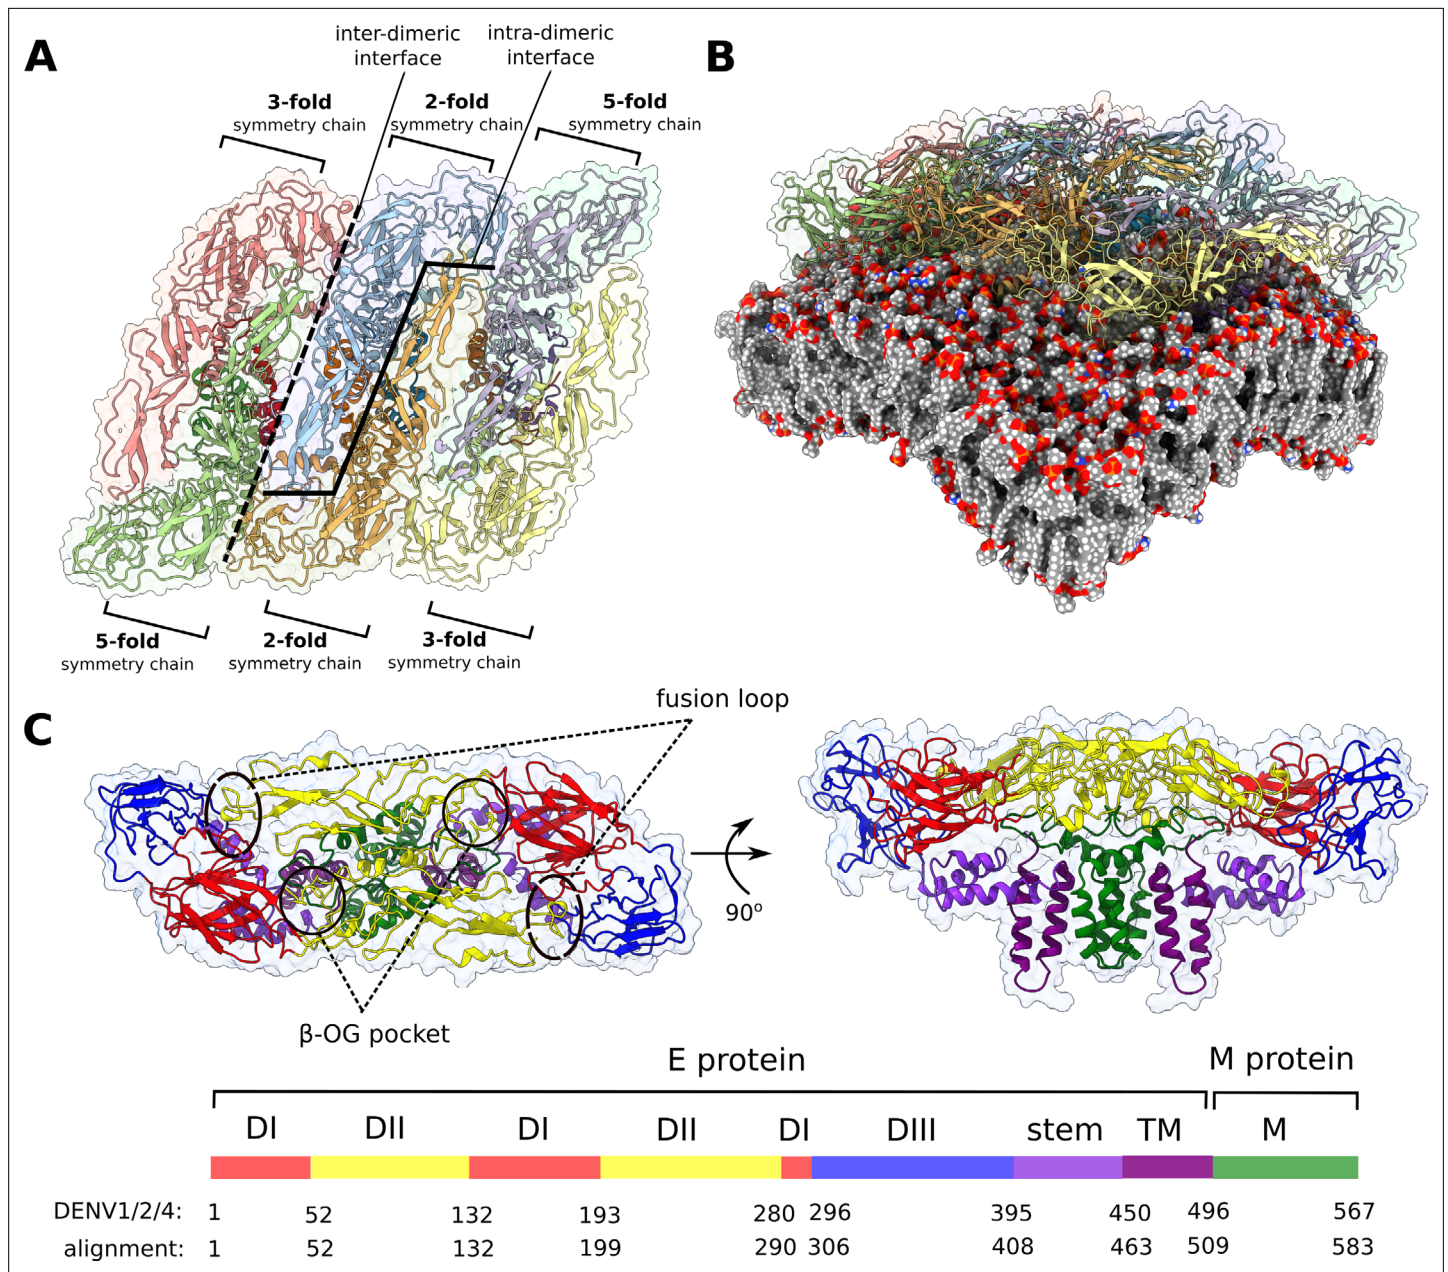 A
inter-dimeric
interface
intra-dimeric
interface
B
3-fold
symmetry chain
2-fold
symmetry chain
5-fold
symmetry chain
5-fold
symmetry chain
2-fold
symmetry chain
3-fold
symmetry chain
C
fusion loop
90º
β-OG pocket
E protein
M protein
DI DII DI DII DI DIII stem TM M
DENV1/2/4: 1 52 132 193 280 296 395 450 496 567
alignment: 1 52 132 199 290 306 408 463 509 583